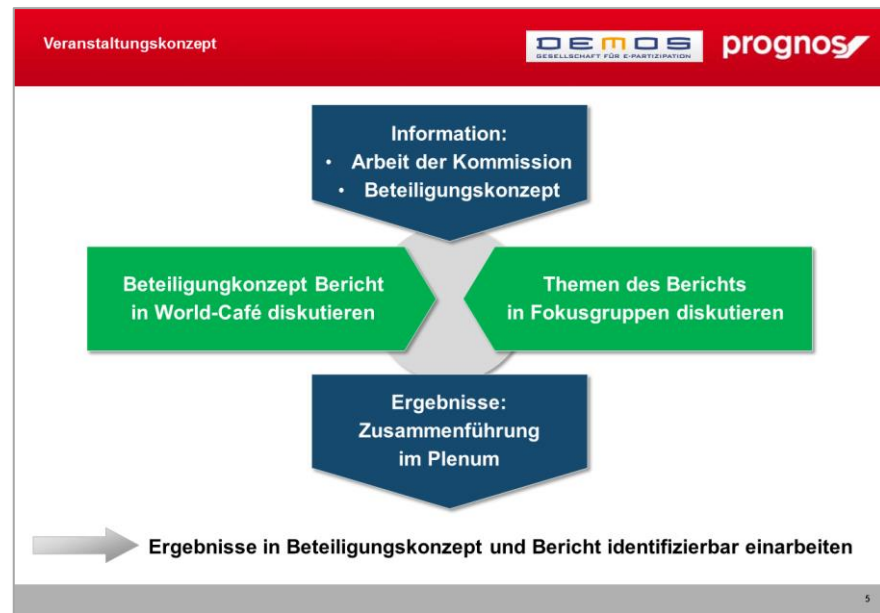 Veranstaltungskonzept
DEMOS
GESELLSCHAFT FÜR E-PARTIZIPATION
prognos
Information:
• Arbeit der Kommission
• Beteiligungskonzept
Beteiligungkonzept Bericht
in World-Café diskutieren
Themen des Berichts
in Fokusgruppen diskutieren
Ergebnisse:
Zusammenführung
im Plenum
Ergebnisse in Beteiligungskonzept und Bericht identifizierbar einarbeiten
5